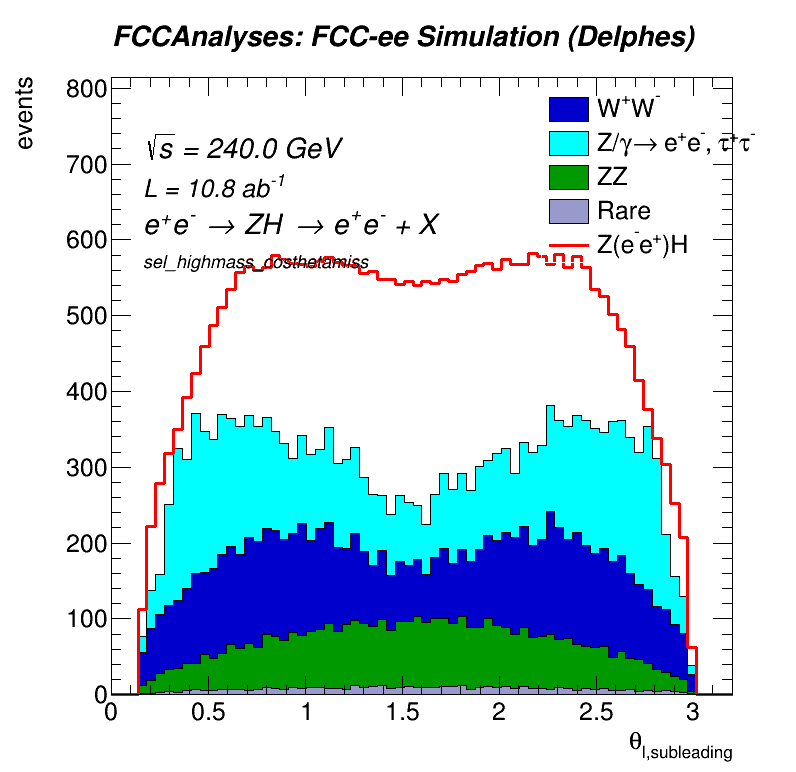 FCCAnalyses: FCC-ee Simulation (Delphes)
events
800
700
600
500
400
300
200
100
0
√s = 240.0 GeV
L = 10.8 ab⁻¹
e⁺e⁻ → ZH → e⁺e⁻ + X
sel_highmass_costhetamiss
W⁺W⁻
Z/γ→ e⁺e⁻, τ⁺τ⁻
ZZ
Rare
Z(e⁻e⁺)H
0 0.5 1 1.5 2 2.5 3
θ_l,subleading